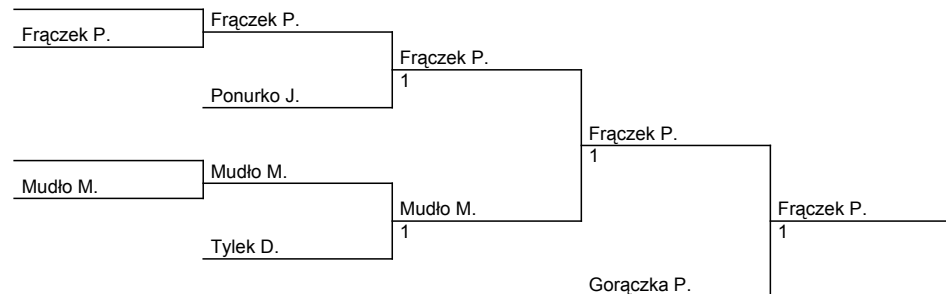 Frączek P.
Frączek P.
Frączek P.
1
Ponurko J.
Frączek P.
1
Mudło M.
Mudło M.
Mudło M.
1
Tylek D.
Frączek P.
1
Gorączka P.